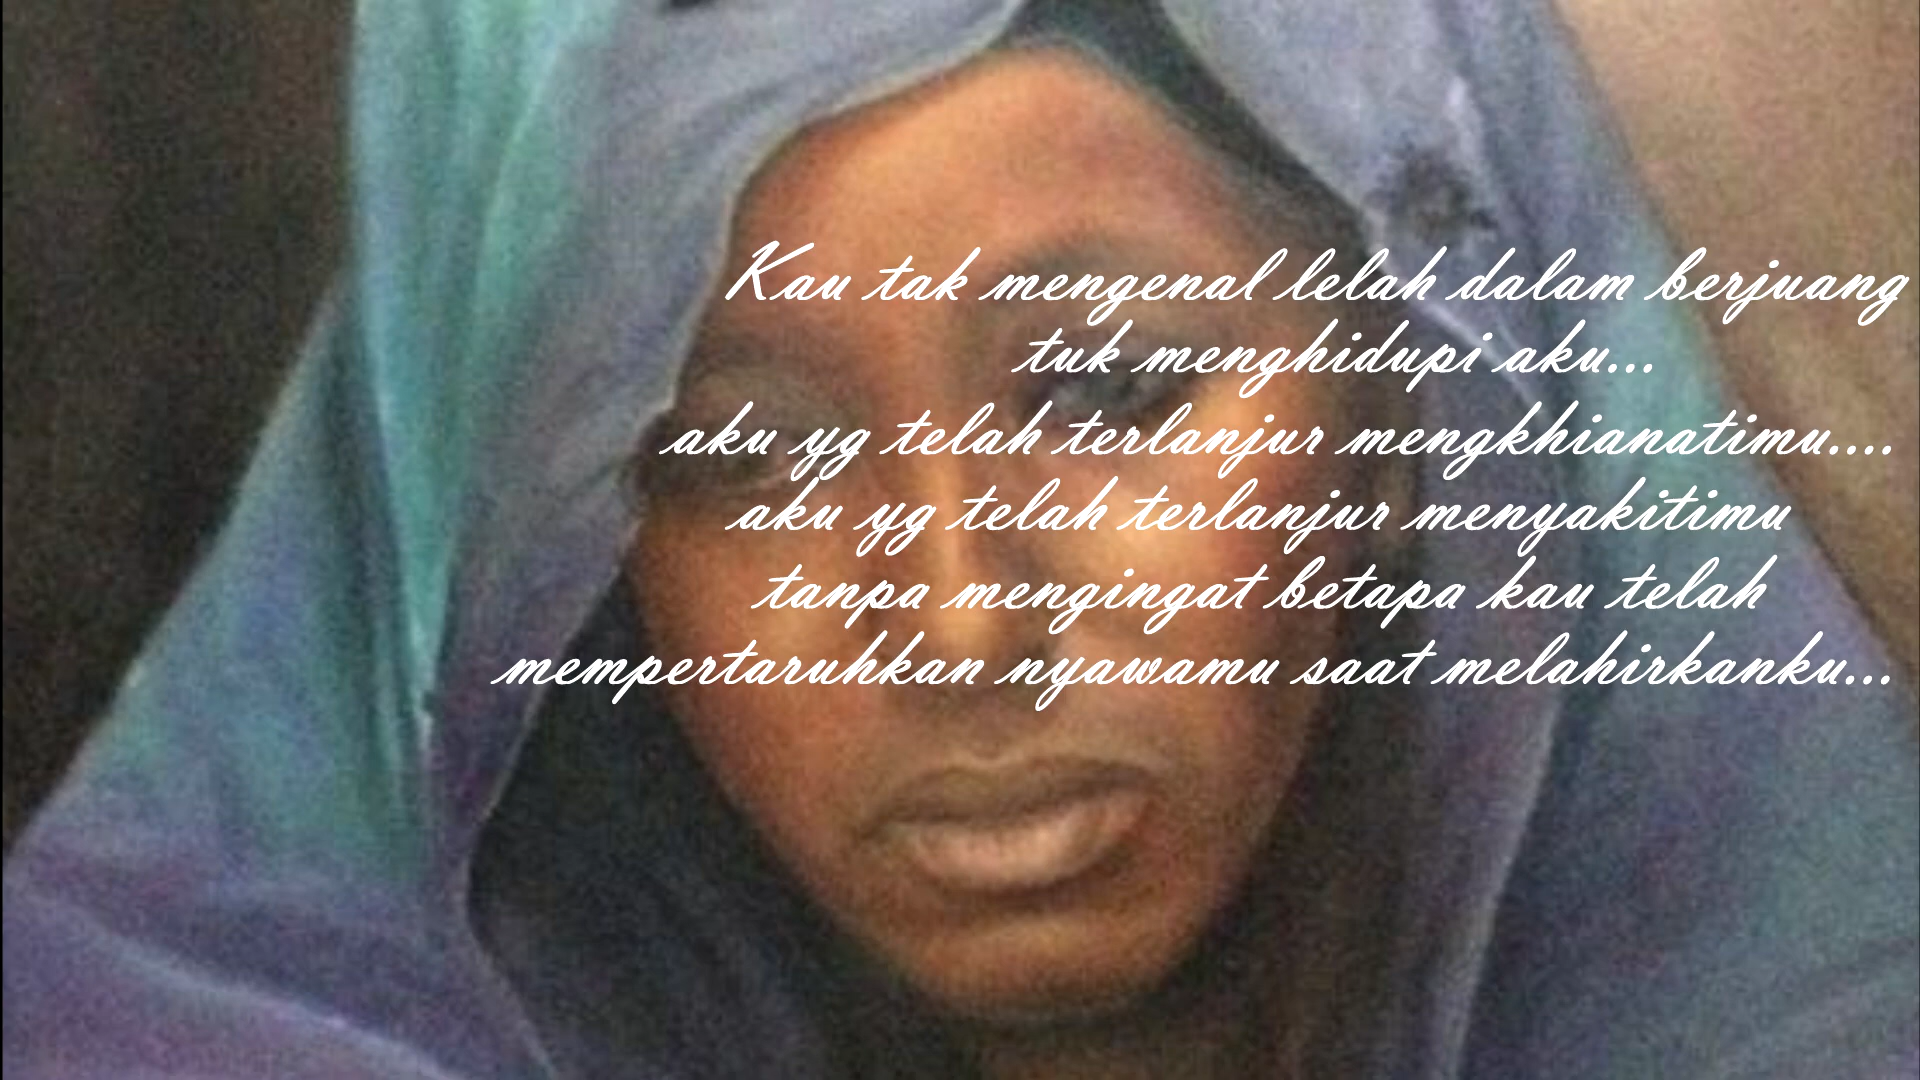 Kau tak mengenal lelah dalam berjuang
tuk menghidupi aku...
aku yg telah terlanjur mengkhianatimu....
aku yg telah terlanjur menyakitimu
tanpa mengingat betapa kau telah
mempertaruhkan nyawamu saat melahirkanku...